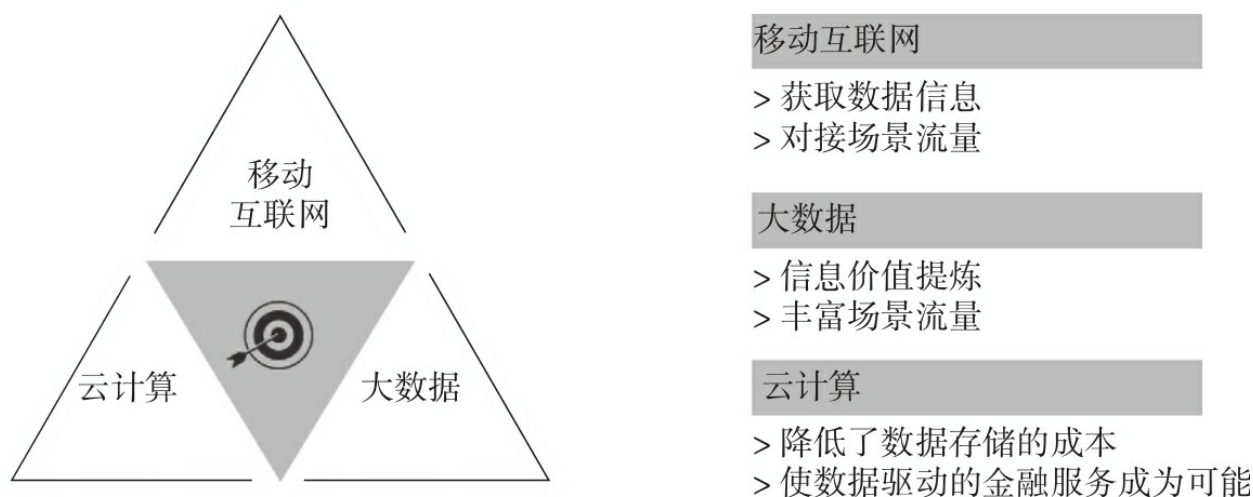 移动
互联网
云计算
大数据
移动互联网
> 获取数据信息
> 对接场景流量
大数据
> 信息价值提炼
> 丰富场景流量
云计算
> 降低了数据存储的成本
> 使数据驱动的金融服务成为可能